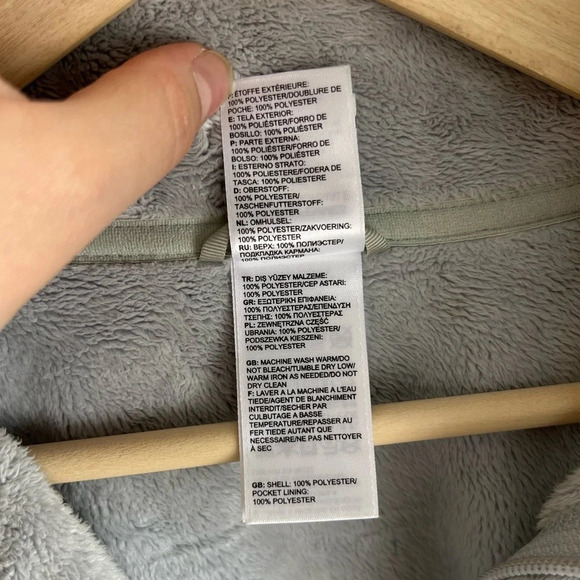 F: ÉTOFFE EXTÉRIEURE:
100% POLYESTER/DOUBLURE DE
POCHE: 100% POLYESTER
E: TELA EXTERIOR:
100% POLIÉSTER/FORRO DE
BOSILLO: 100% POLIÉSTER
P: PARTE EXTERNA:
100% POLIÉSTER/FORRO DE
BOLSO: 100% POLIÉSTER
I: ESTERNO STRATO:
100% POLIESTERE/FODERA DE
TASCA: 100% POLIESTERE
D: OBERSTOFF:
100% POLYESTER/
TASCHENFUTTERSTOFF:
100% POLYESTER
NL: OMHULSEL:
100% POLYESTER/ZAKVOERING:
100% POLYESTER
RU: ВЕРХ: 100% ПОЛИЭСТЕР/
ПОДКЛАДКА КАРМАНА:
100% ПОЛИЭСТЕР
TR: DIŞ YÜZEY MALZEME:
100% POLYESTER/CEP ASTARI:
100% POLYESTER
GR: ΕΞΩΤΕΡΙΚΗ ΕΠΙΦΑΝΕΙΑ:
100% ΠΟΛΥΕΣΤΕΡΑΣ/ΕΠΕΝΔΥΣΗ
ΤΣΕΠΗΣ: 100% ΠΟΛΥΕΣΤΕΡΑΣ
PL: ZEWNĘTRZNA CZĘŚĆ
UBRANIA: 100% POLYESTER/
PODSZEWKA KIESZENI:
100% POLYESTER
GB: MACHINE WASH WARM/DO
NOT BLEACH/TUMBLE DRY LOW/
WARM IRON AS NEEDED/DO NOT
DRY CLEAN
F: LAVER A LA MACHINE A L'EAU
TIEDE/AGENT DE BLANCHIMENT
INTERDIT/SECHER PAR
CULBUTAGE A BASSE
TEMPERATURE/REPASSER AU
FER TIEDE AUTANT QUE
NECESSAIRE/NE PAS NETTOYER
À SEC
GB: SHELL: 100% POLYESTER/
POCKET LINING:
100% POLYESTER